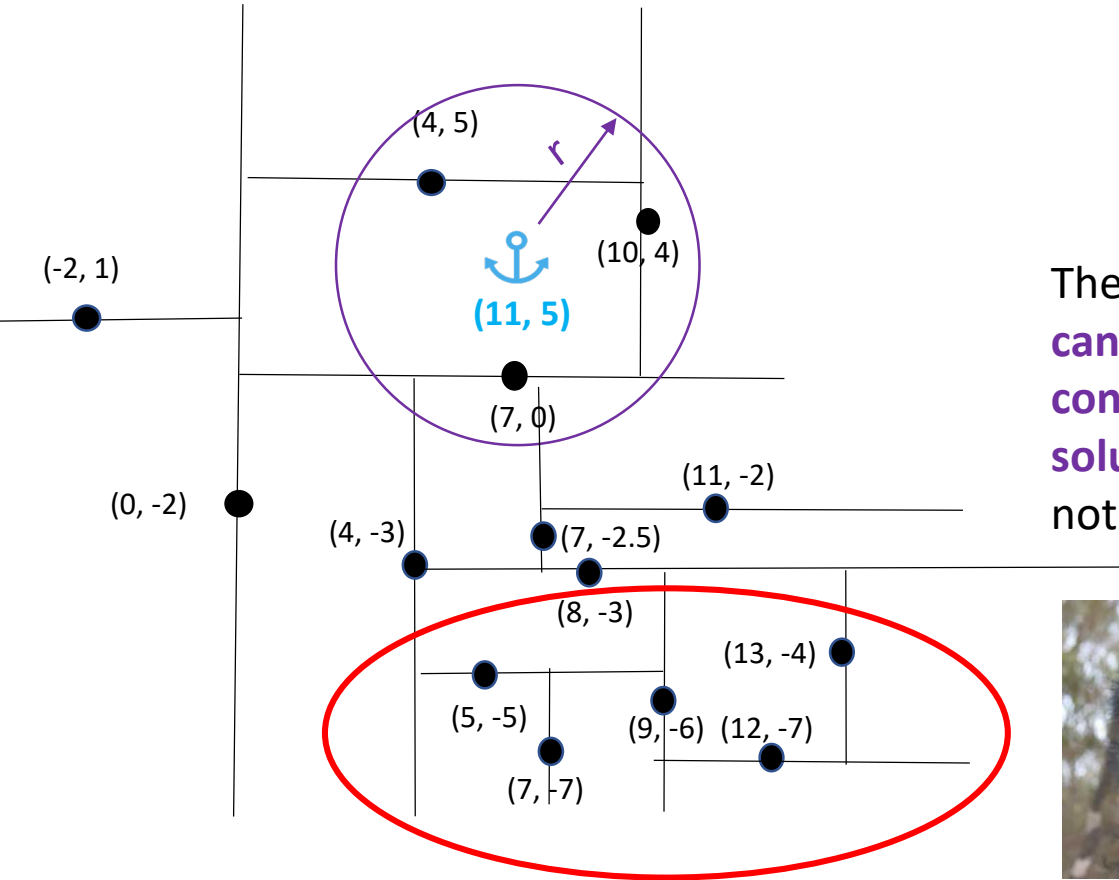 (4, 5)
r
(10, 4)
(-2, 1)
(11, 5)
The
can
con
solu
not
(7, 0)
(11, -2)
(0, -2)
(4, -3)
(7, -2.5)
(8, -3)
(13, -4)
(5, -5)
(9, -6)
(12, -7)
(7, -7)